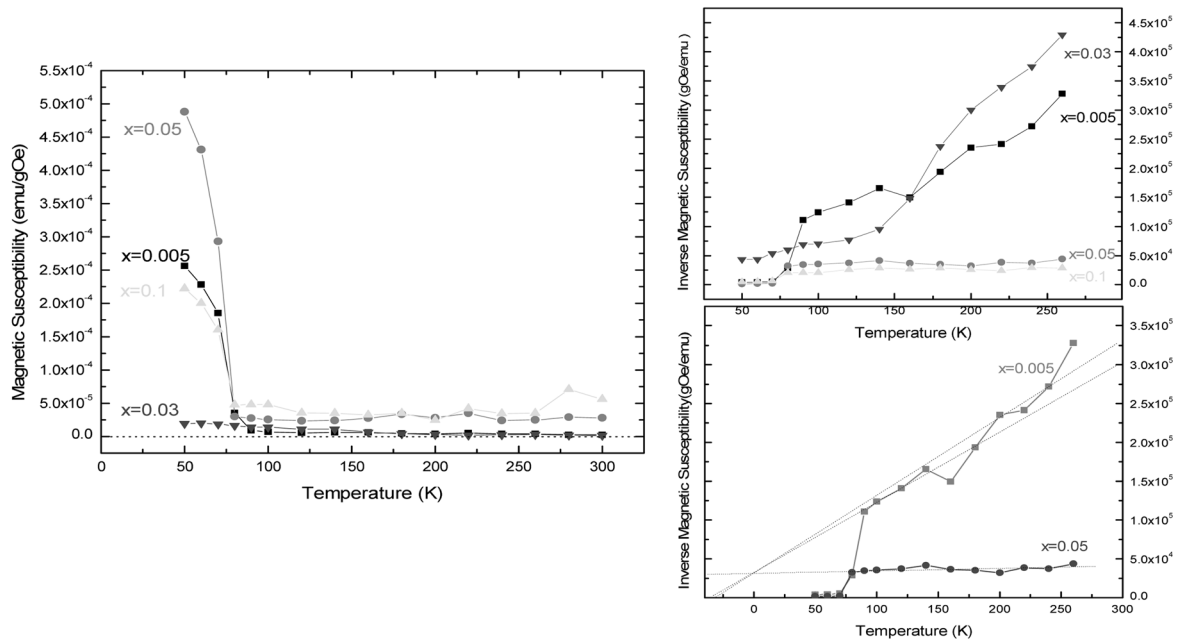 5.5x10⁻⁴
5.0x10⁻⁴
4.5x10⁻⁴
4.0x10⁻⁴
3.5x10⁻⁴
3.0x10⁻⁴
2.5x10⁻⁴
2.0x10⁻⁴
1.5x10⁻⁴
1.0x10⁻⁴
5.0x10⁻⁵
0.0
Magnetic Susceptibility (emu/gOe)
x=0.05
x=0.005
x=0.1
x=0.03
0 50 100 150 200 250 300
Temperature (K)
Inverse Magnetic Susceptibility (gOe/emu)
x=0.03
x=0.005
x=0.05
x=0.1
4.5x10⁵
4.0x10⁵
3.5x10⁵
3.0x10⁵
2.5x10⁵
2.0x10⁵
1.5x10⁵
1.0x10⁵
5.0x10⁴
0.0
50 100 150 200 250
Temperature (K)
Inverse Magnetic Susceptibility(gOe/emu)
x=0.005
x=0.05
3.5x10⁵
3.0x10⁵
2.5x10⁵
2.0x10⁵
1.5x10⁵
1.0x10⁵
5.0x10⁴
0.0
0 50 100 150 200 250 300
Temperature (K)